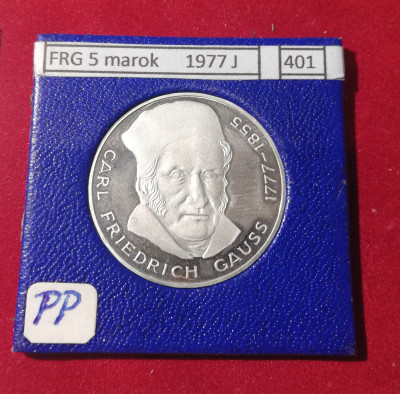 FRG 5 marok 1977 J 401
CARL FRIEDRICH GAUSS 1777-1855
PP